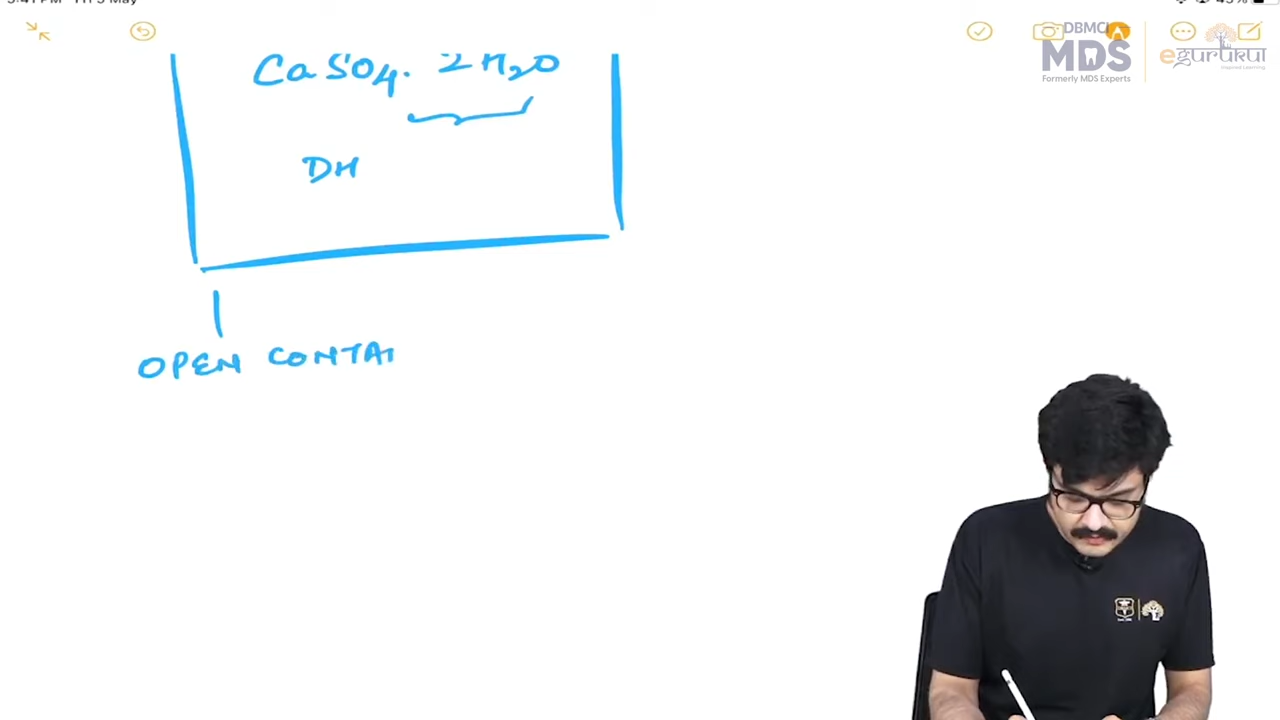 DBMCI
MDS
Formerly MDS Experts
egurukul
CaSO4. 2H2O
DH
OPEN CONTAI